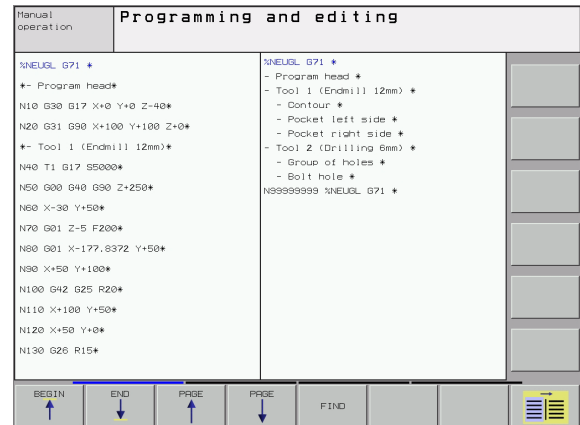 Manual
operation
Programming and editing
%NEUGL G71 *
*- Program head*
N10 G30 G17 X+0 Y+0 Z-40*
N20 G31 G90 X+100 Y+100 Z+0*
*- Tool 1 (Endmill 12mm)*
N40 T1 G17 S5000*
N50 G00 G40 G90 Z+250*
N60 X-30 Y+50*
N70 G01 Z-5 F200*
N80 G01 X-177,8372 Y+50*
N90 X+50 Y+100*
N100 G42 G25 R20*
N110 X+100 Y+50*
N120 X+50 Y+0*
N130 G26 R15*
%NEUGL G71 *
- Program head *
- Tool 1 (Endmill 12mm) *
- Contour *
- Pocket left side *
- Pocket right side *
- Tool 2 (Drilling 6mm) *
- Group of holes *
- Bolt hole *
N99999999 %NEUGL G71 *
BEGIN
END
PAGE
PAGE
FIND